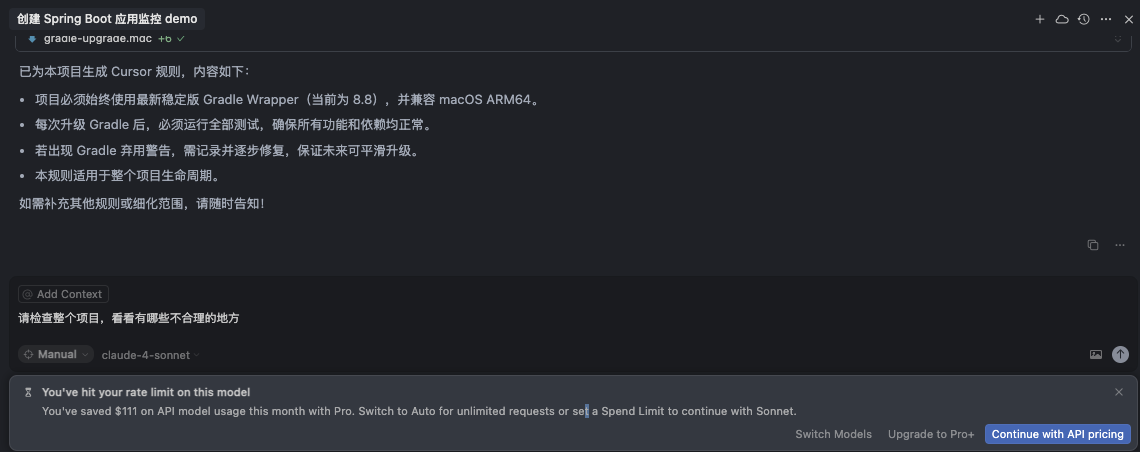 创建 Spring Boot 应用监控 demo
gradle-upgrade.mdc +6
已为本项目生成 Cursor 规则，内容如下：
• 项目必须始终使用最新稳定版 Gradle Wrapper（当前为 8.8），并兼容 macOS ARM64。
• 每次升级 Gradle 后，必须运行全部测试，确保所有功能和依赖均正常。
• 若出现 Gradle 弃用警告，需记录并逐步修复，保证未来可平滑升级。
• 本规则适用于整个项目生命周期。
如需补充其他规则或细化范围，请随时告知！
@ Add Context
请检查整个项目，看看有哪些不合理的地方
Manual claude-4-sonnet
You've hit your rate limit on this model
You've saved $111 on API model usage this month with Pro. Switch to Auto for unlimited requests or set a Spend Limit to continue with Sonnet.
Switch Models Upgrade to Pro+ Continue with API pricing